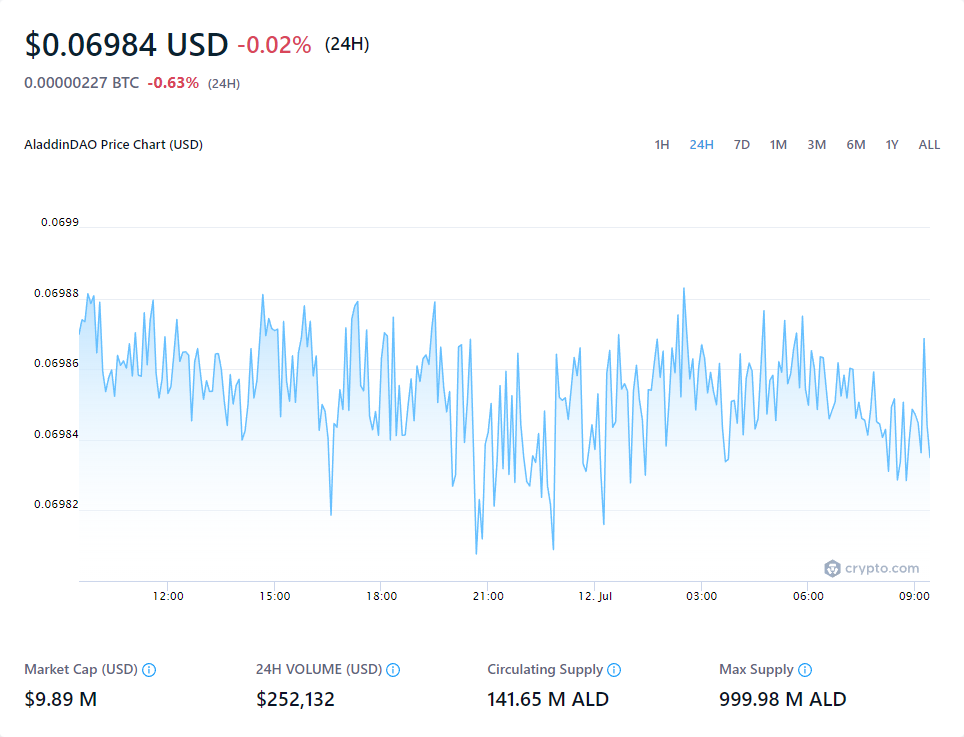 $0.06984 USD -0.02% (24H)
0.00000227 BTC -0.63% (24H)
AladdinDAO Price Chart (USD) 1H 24H 7D 1M 3M 6M 1Y ALL
0.0699
0.06988
0.06986
0.06984
0.06982
crypto.com
12:00 15:00 18:00 21:00 12. Jul 03:00 06:00 09:00
Market Cap (USD) 24H VOLUME (USD) Circulating Supply Max Supply
$9.89 M $252,132 141.65 M ALD 999.98 M ALD